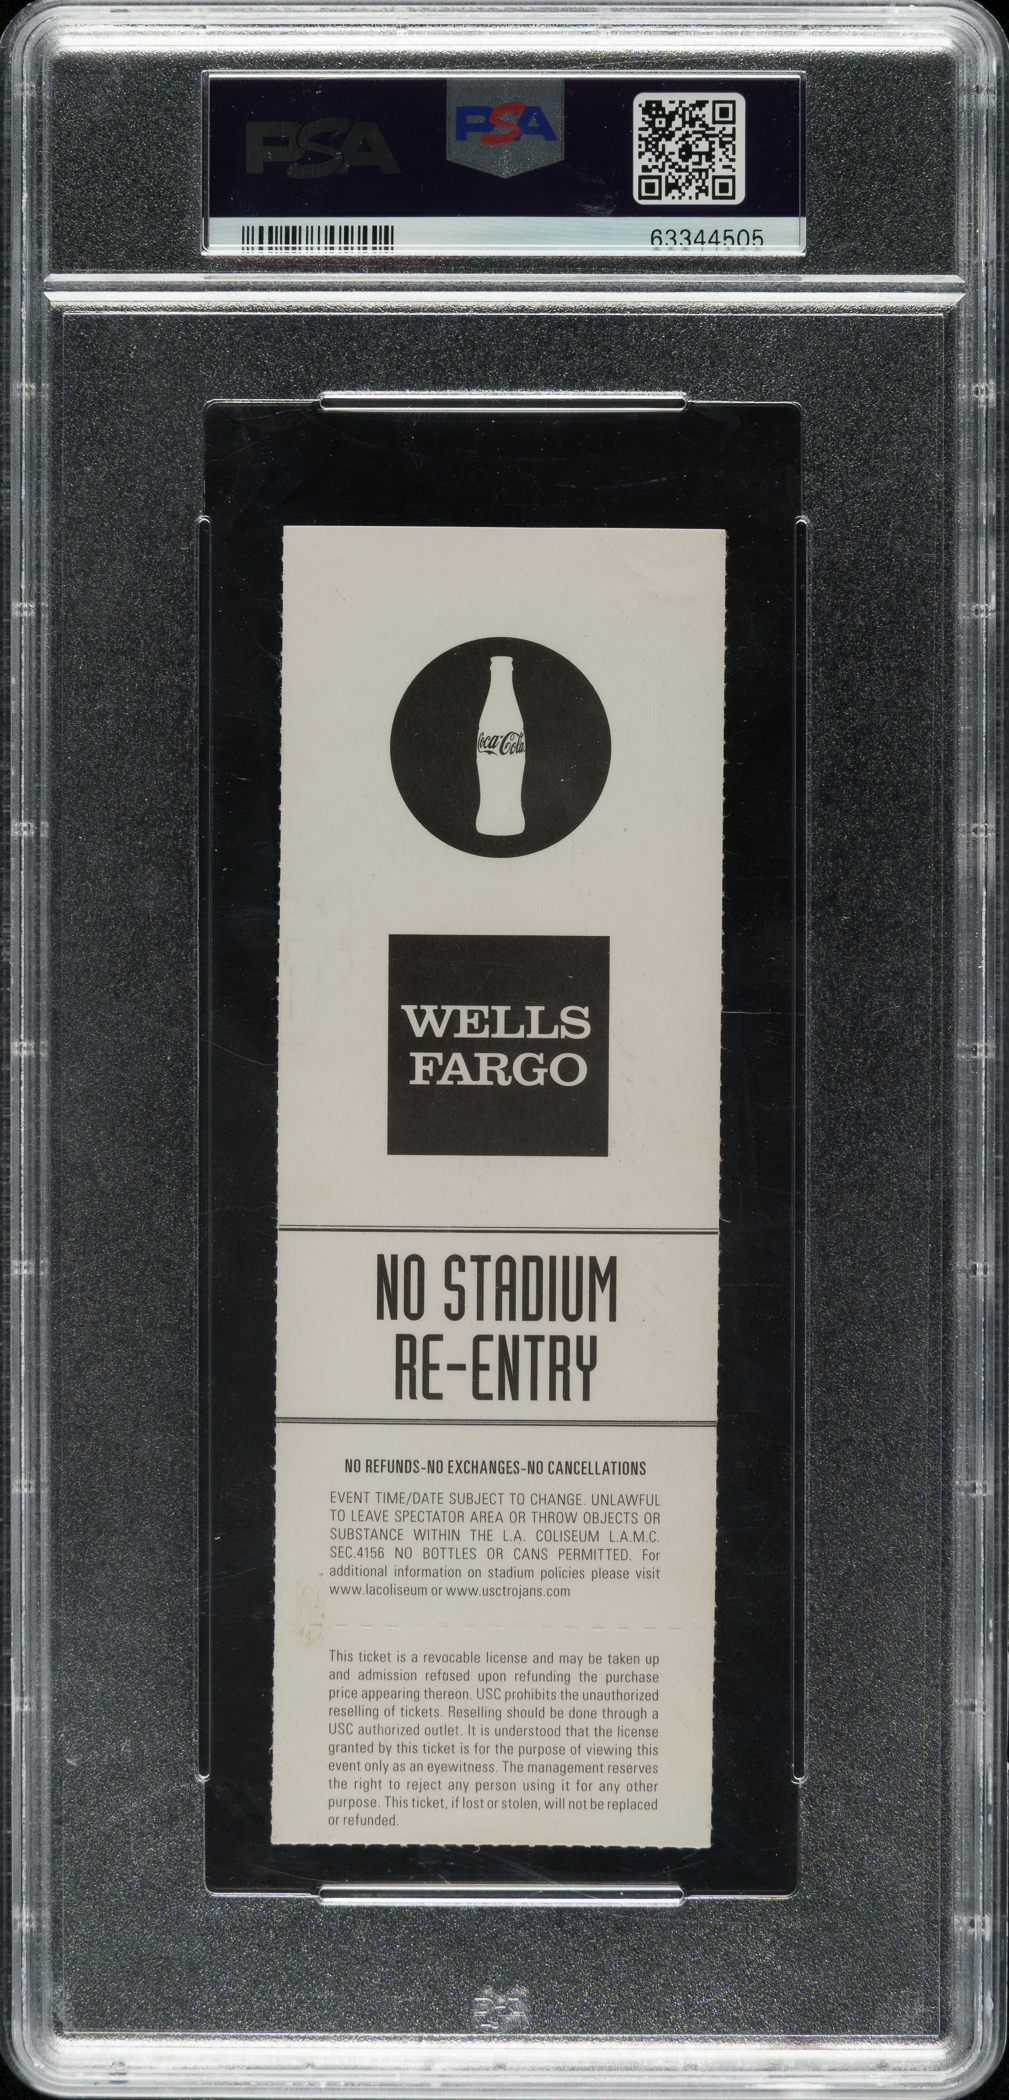 PSA
PSA
63344505
Coca-Cola
WELLS
FARGO
NO STADIUM
RE-ENTRY
NO REFUNDS-NO EXCHANGES-NO CANCELLATIONS
EVENT TIME/DATE SUBJECT TO CHANGE. UNLAWFUL
TO LEAVE SPECTATOR AREA OR THROW OBJECTS OR
SUBSTANCE WITHIN THE L.A. COLISEUM L.A.M.C.
SEC.4156 NO BOTTLES OR CANS PERMITTED. For
additional information on stadium policies please visit
www.lacoliseum or www.usctrojans.com
This ticket is a revocable license and may be taken up
and admission refused upon refunding the purchase
price appearing thereon. USC prohibits the unauthorized
reselling of tickets. Reselling should be done through a
USC authorized outlet. It is understood that the license
granted by this ticket is for the purpose of viewing this
event only as an eyewitness. The management reserves
the right to reject any person using it for any other
purpose. This ticket, if lost or stolen, will not be replaced
or refunded.